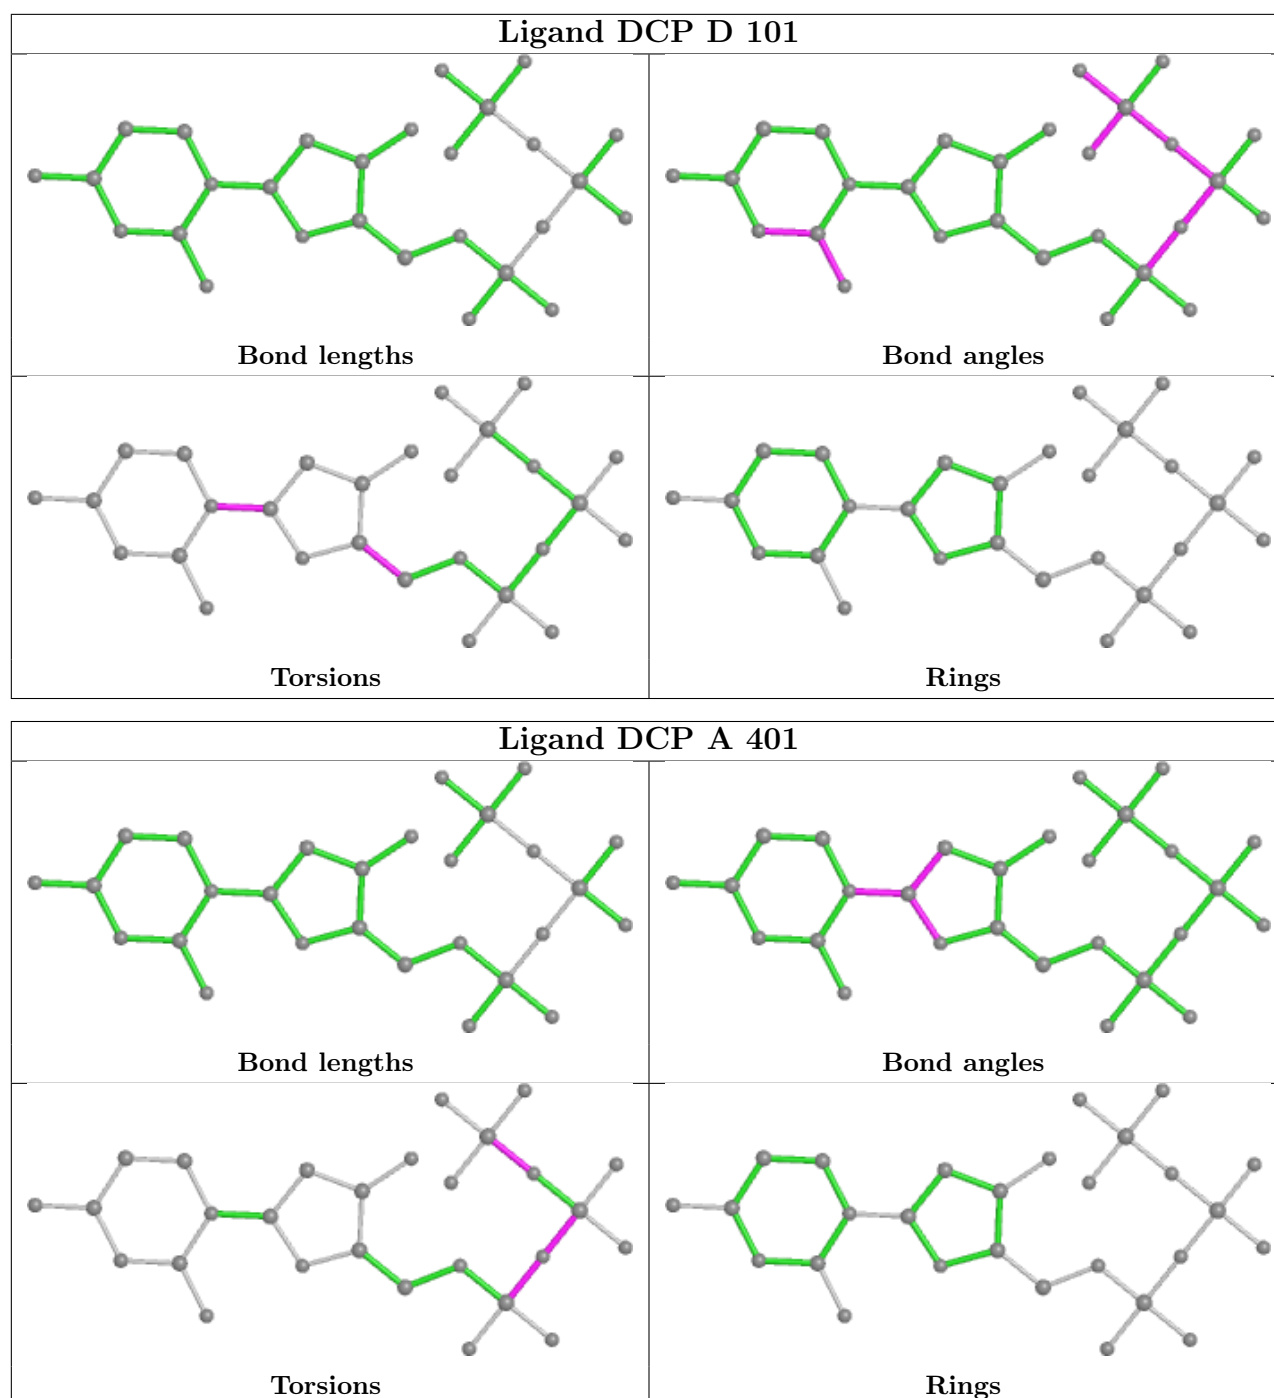 Ligand DCP D 101
Bond lengths
Bond angles
Torsions
Rings
Ligand DCP A 401
Bond lengths
Bond angles
Torsions
Rings